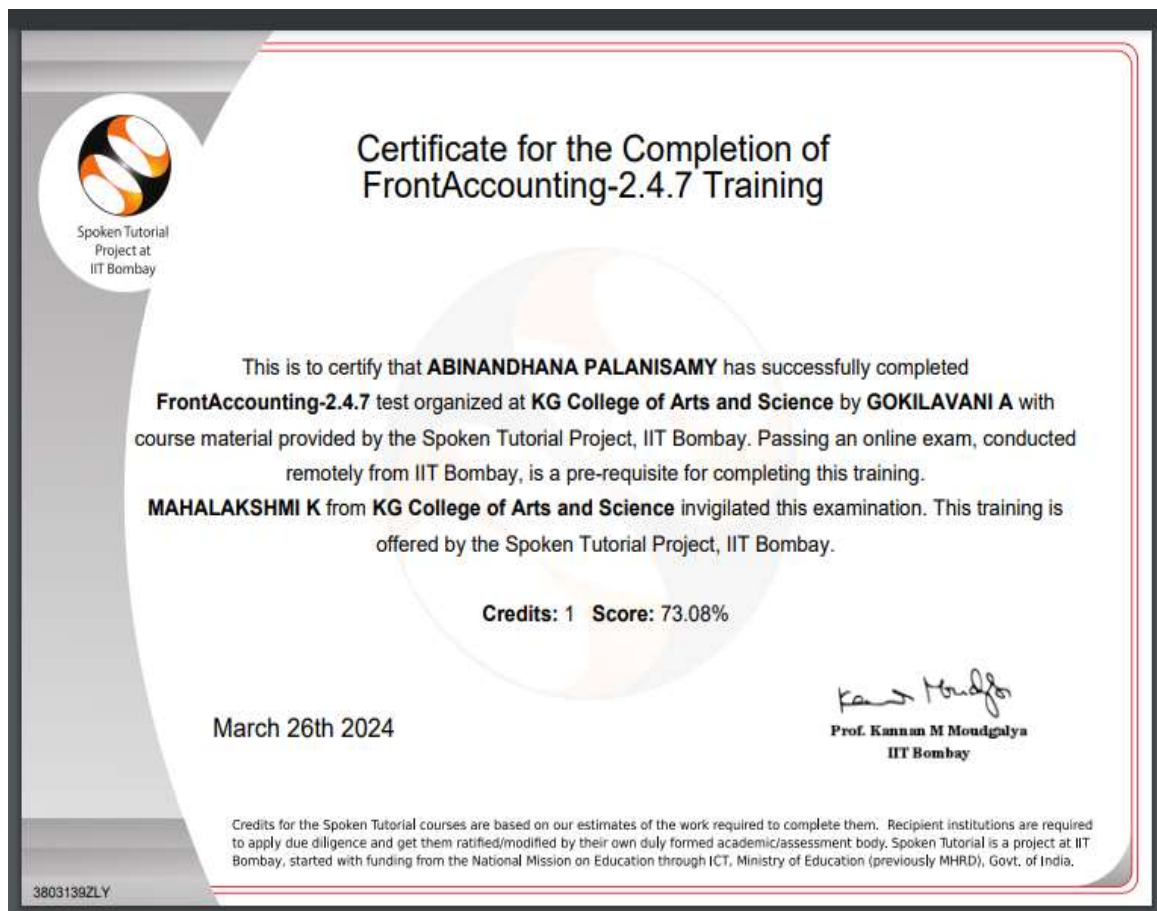 Spoken Tutorial
Project at
IIT Bombay
Certificate for the Completion of
FrontAccounting-2.4.7 Training
This is to certify that ABINANDHANA PALANISAMY has successfully completed
FrontAccounting-2.4.7 test organized at KG College of Arts and Science by GOKILAVANI A with
course material provided by the Spoken Tutorial Project, IIT Bombay. Passing an online exam, conducted
remotely from IIT Bombay, is a pre-requisite for completing this training.
MAHALAKSHMI K from KG College of Arts and Science invigilated this examination. This training is
offered by the Spoken Tutorial Project, IIT Bombay.
Credits: 1 Score: 73.08%
March 26th 2024
Prof. Kannan M Moudgalya
IIT Bombay
Credits for the Spoken Tutorial courses are based on our estimates of the work required to complete them. Recipient institutions are required
to apply due diligence and get them ratified/modified by their own duly formed academic/assessment body. Spoken Tutorial is a project at IIT
Bombay, started with funding from the National Mission on Education through ICT, Ministry of Education (previously MHRD), Govt. of India.
3803139ZLY